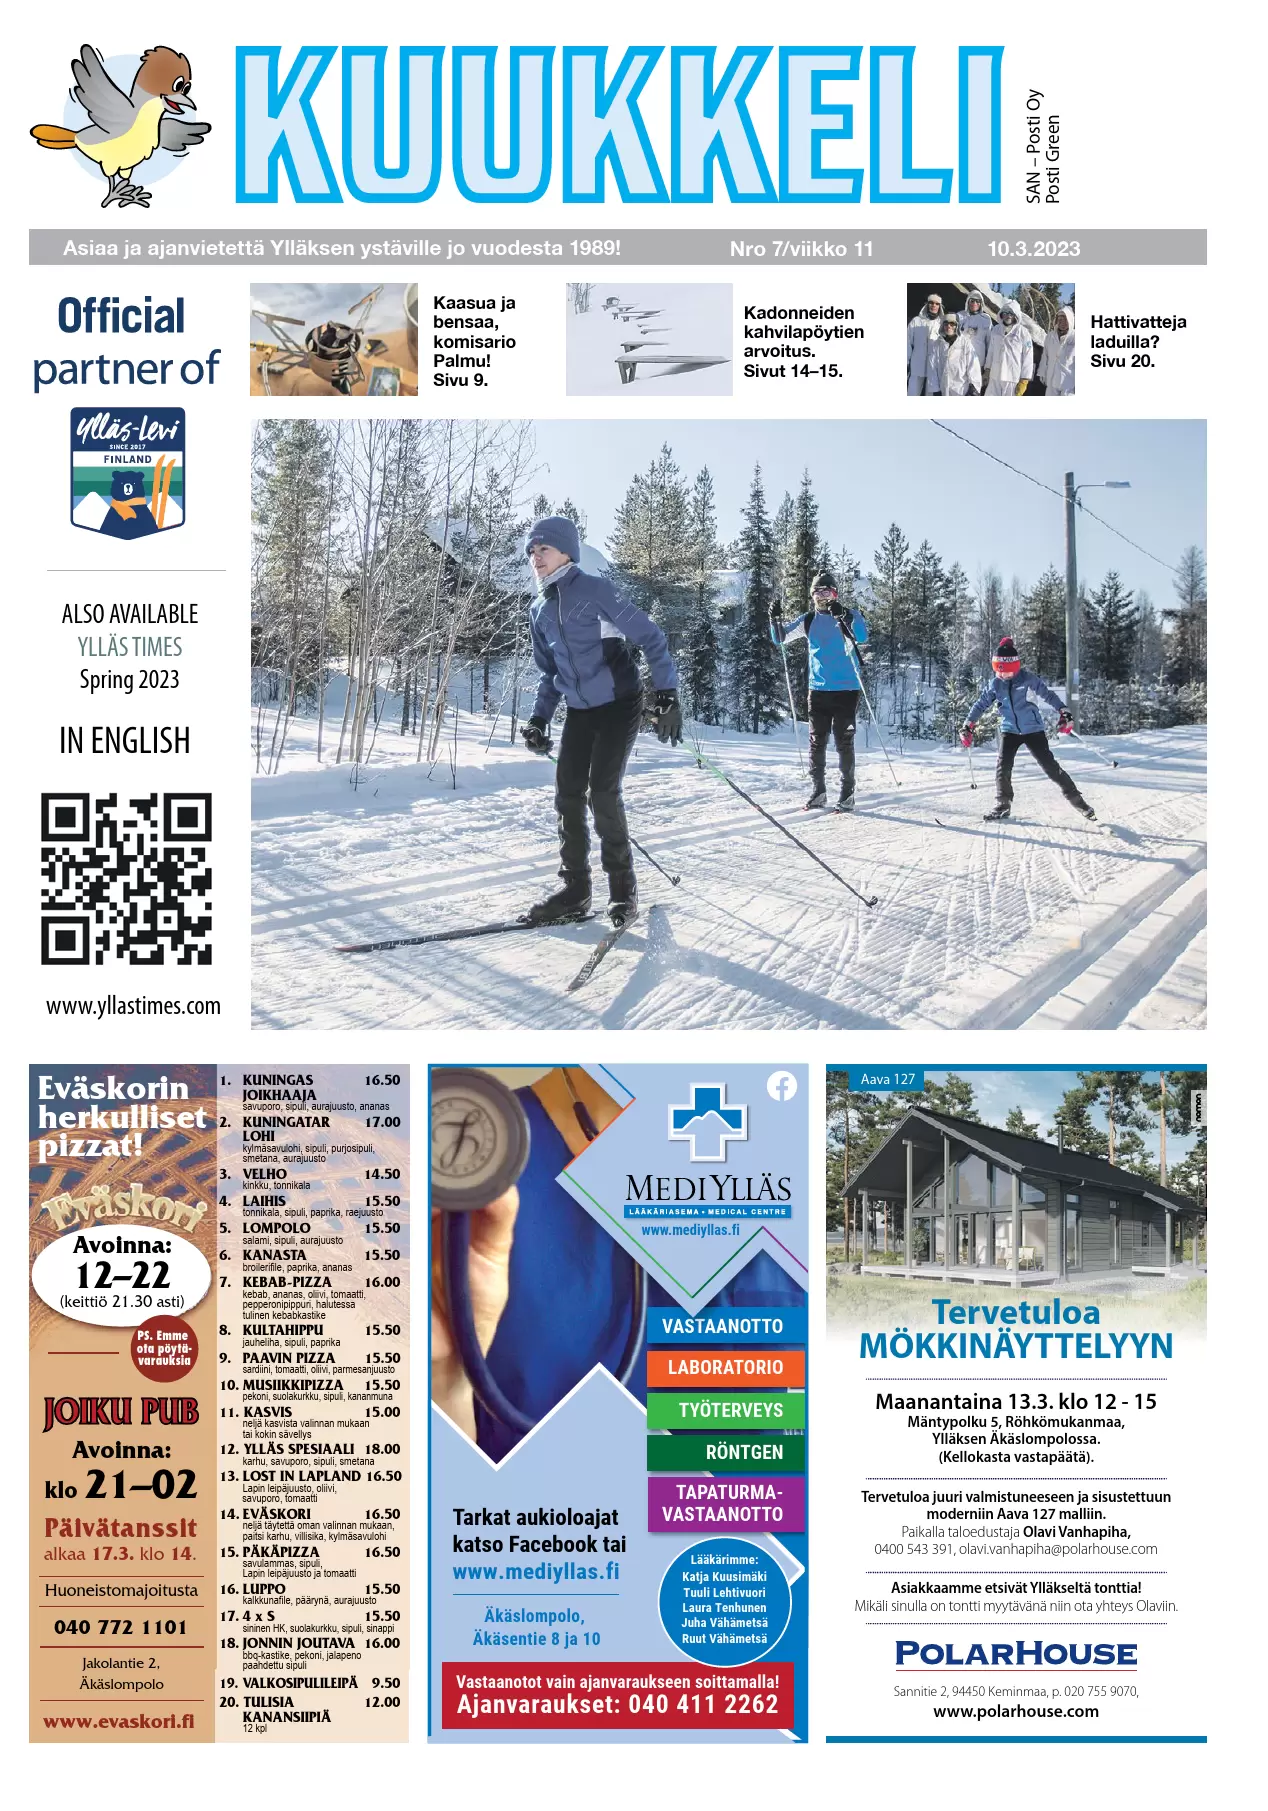 KUUKKELI
SAN – Posti Oy
Posti Green
Asiaa ja ajanvietettä Ylläksen ystäville jo vuodesta 1989!
Nro 7/viikko 11
10.3.2023
Official
partner of
Ylläs-Levi
SINCE 2017
FINLAND
Kaasua ja
bensaa,
komisario
Palmu!
Sivu 9.
Kadonneiden
kahvilapöytien
arvoitus.
Sivut 14–15.
Hattivatteja
laduilla?
Sivu 20.
ALSO AVAILABLE
YLLÄS TIMES
Spring 2023
IN ENGLISH
www.yllastimes.com
Eväskorin
herkulliset
pizzat!
Eväskori
Avoinna:
12–22
(keittiö 21.30 asti)
PS. Emme
ota pöytä-
varauksia
JOIKU PUB
Avoinna:
klo 21–02
Päivätanssit
alkaa 17.3. klo 14.
Huoneistomajoitusta
040 772 1101
Jakolantie 2,
Äkäslompolo
www.evaskori.fi
1. KUNINGAS 16.50
JOIKHAAJA
savuporo, sipuli, aurajuusto, ananas
2. KUNINGATAR 17.00
LOHI
kylmäsavulohi, sipuli, purjosipuli,
smetana, aurajuusto
3. VELHO 14.50
kinkku, tonnikala
4. LAIHIS 15.50
tonnikala, sipuli, paprika, raejuusto
5. LOMPOLO 15.50
salami, sipuli, aurajuusto
6. KANASTA 15.50
broilerifile, paprika, ananas
7. KEBAB-PIZZA 16.00
kebab, ananas, oliivi, tomaatti,
pepperonipippuri, halutessa
tulinen kebabkastike
8. KULTAHIPPU 15.50
jauheliha, sipuli, paprika
9. PAAVIN PIZZA 15.50
sardiini, tomaatti, oliivi, parmesanjuusto
10. MUSIIKKIPIZZA 15.50
pekoni, suolakurkku, sipuli, kananmuna
11. KASVIS 15.00
neljä kasvista valinnan mukaan
tai kokin sävellys
12. YLLÄS SPESIAALI 18.00
karhu, savuporo, sipuli, smetana
13. LOST IN LAPLAND 16.50
Lapin leipäjuusto, oliivi,
savuporo, tomaatti
14. EVÄSKORI 16.50
neljä täytettä oman valinnan mukaan,
paitsi karhu, villisika, kylmäsavulohi
15. PÄKÄPIZZA 16.50
savulammas, sipuli,
Lapin leipäjuusto ja tomaatti
16. LUPPO 15.50
kalkkunafile, päärynä, aurajuusto
17. 4 x S 15.50
sininen HK, suolakurkku, sipuli, sinappi
18. JONNIN JOUTAVA 16.00
bbq-kastike, pekoni, jalapeno
paahdettu sipuli
19. VALKOSIPULILEIPÄ 9.50
20. TULISIA 12.00
KANANSIIPIÄ
12 kpl
MEDIYLLÄS
LÄÄKÄRIASEMA • MEDICAL CENTRE
www.mediyllas.fi
VASTAANOTTO
LABORATORIO
TYÖTERVEYS
RÖNTGEN
TAPATURMA-
VASTAANOTTO
Tarkat aukioloajat
katso Facebook tai
www.mediyllas.fi
Äkäslompolo,
Äkäsentie 8 ja 10
Lääkärimme:
Katja Kuusimäki
Tuuli Lehtivuori
Laura Tenhunen
Juha Vähämetsä
Ruut Vähämetsä
Vastaanotot vain ajanvaraukseen soittamalla!
Ajanvaraukset: 040 411 2262
Aava 127
Tervetuloa
MÖKKINÄYTTELYYN
Maanantaina 13.3. klo 12 - 15
Mäntypolku 5, Röhkömukanmaa,
Ylläksen Äkäslompolossa.
(Kellokasta vastapäätä).
Tervetuloa juuri valmistuneeseen ja sisustettuun
moderniin Aava 127 malliin.
Paikalla taloedustaja Olavi Vanhapiha,
0400 543 391, olavi.vanhapiha@polarhouse.com
Asiakkaamme etsivät Ylläkseltä tonttia!
Mikäli sinulla on tontti myytävänä niin ota yhteys Olaviin.
POLARHOUSE
Sannitie 2, 94450 Keminmaa, p. 020 755 9070,
www.polarhouse.com